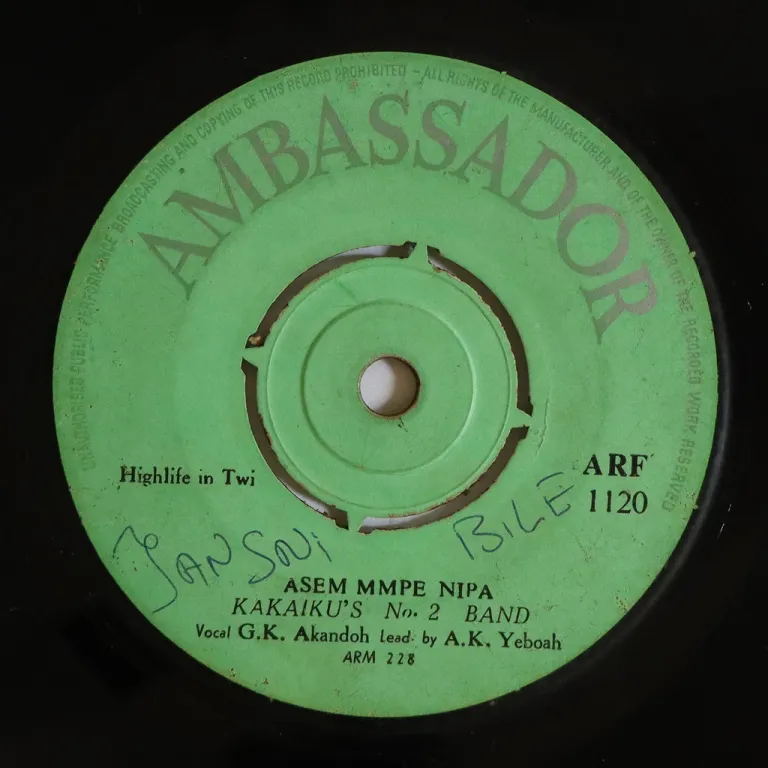 UNAUTHORISED PUBLIC PERFORMANCE BROADCASTING AND COPYING OF THIS RECORD PROHIBITED - ALL RIGHTS OF THE MANUFACTURER AND OF THE OWNER OF THE RECORDED WORK RESERVED
AMBASSADOR
Highlife in Twi
ARF
1120
BILE
ASEM MMPE NIPA
KAKAIKU'S No. 2 BAND
Vocal G.K. Akandoh Lead by A.K. Yeboah
ARM 228